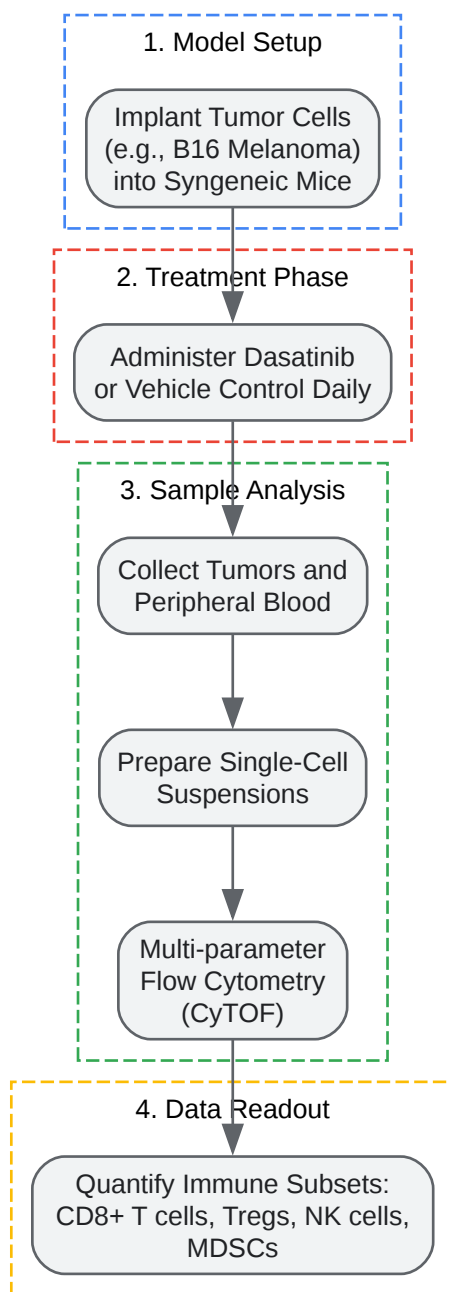 1. Model Setup
Implant Tumor Cells
(e.g., B16 Melanoma)
into Syngeneic Mice
2. Treatment Phase
Administer Dasatinib
or Vehicle Control Daily
3. Sample Analysis
Collect Tumors and
Peripheral Blood
Prepare Single-Cell
Suspensions
Multi-parameter
Flow Cytometry
(CyTOF)
4. Data Readout
Quantify Immune Subsets:
CD8+ T cells, Tregs, NK cells,
MDSCs